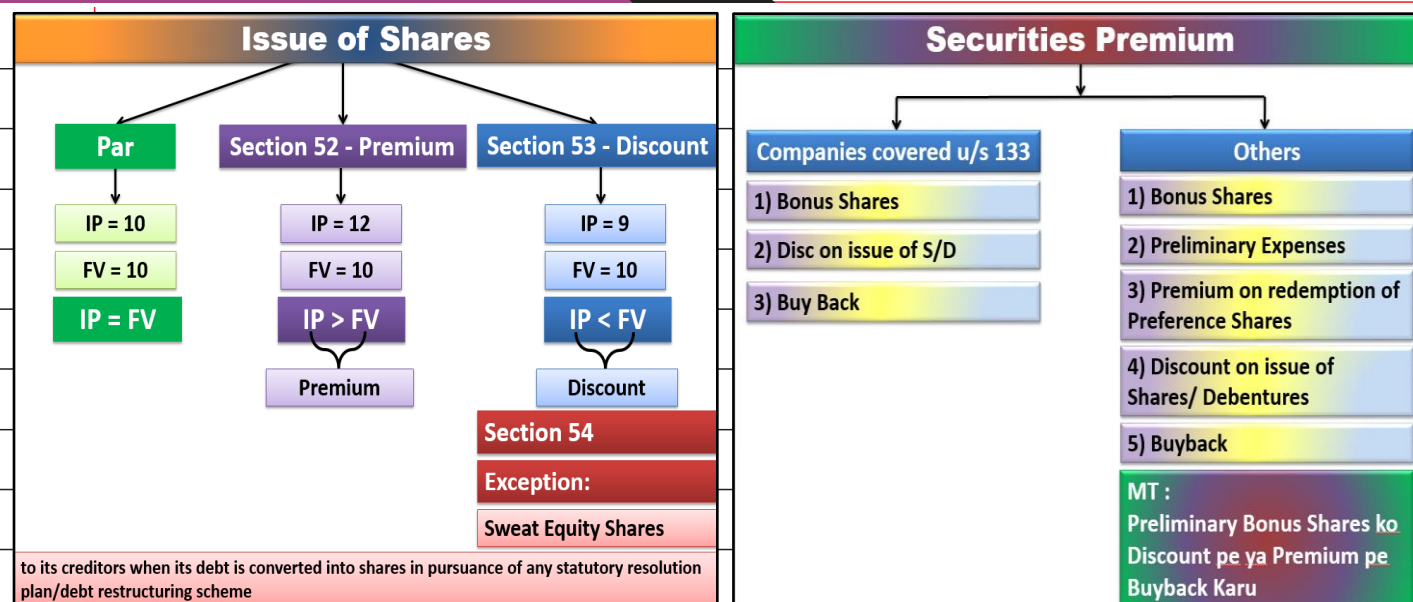 Issue of Shares
Par
Section 52 - Premium
Section 53 - Discount
IP = 10
IP = 12
IP = 9
FV = 10
FV = 10
FV = 10
IP = FV
IP > FV
IP < FV
Premium
Discount
Section 54
Exception:
Sweat Equity Shares
to its creditors when its debt is converted into shares in pursuance of any statutory resolution
plan/debt restructuring scheme
Securities Premium
Companies covered u/s 133
1) Bonus Shares
2) Disc on issue of S/D
3) Buy Back
Others
1) Bonus Shares
2) Preliminary Expenses
3) Premium on redemption of
Preference Shares
4) Discount on issue of
Shares/ Debentures
5) Buyback
MT :
Preliminary Bonus Shares ko
Discount pe ya Premium pe
Buyback Karu